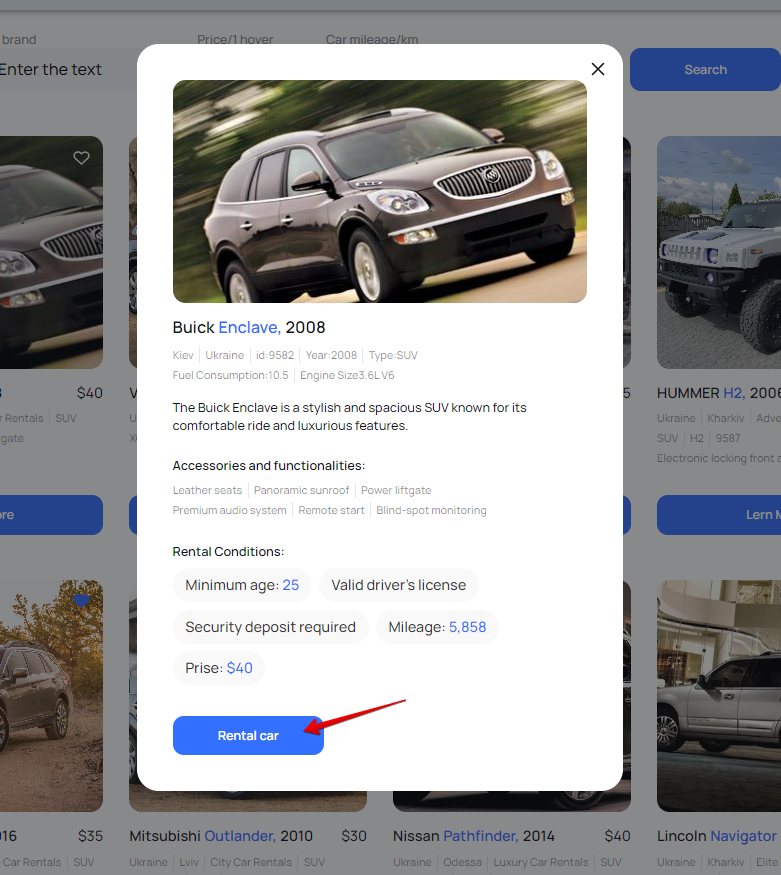 brand Price/1 hover Car mileage/km
Enter the text
Search
Buick Enclave, 2008
Kiev | Ukraine | id:9582 | Year:2008 | Type:SUV
Fuel Consumption:10.5 | Engine Size3.6L V6
The Buick Enclave is a stylish and spacious SUV known for its
comfortable ride and luxurious features.
Accessories and functionalities:
Leather seats | Panoramic sunroof | Power liftgate
Premium audio system | Remote start | Blind-spot monitoring
Rental Conditions:
Minimum age: 25 Valid driver's license
Security deposit required Mileage: 5,858
Prise: $40
Rental car
$40
r Rentals | SUV
gate
ore
HUMMER H2, 2006
Ukraine | Kharkiv | Adve
SUV | H2 | 9587
Electronic locking front a
Lern M
016 $35
Car Rentals | SUV
Mitsubishi Outlander, 2010 $30
Ukraine | Lviv | City Car Rentals | SUV
Nissan Pathfinder, 2014 $40
Ukraine | Odessa | Luxury Car Rentals | SUV
Lincoln Navigator
Ukraine | Kharkiv | Elite